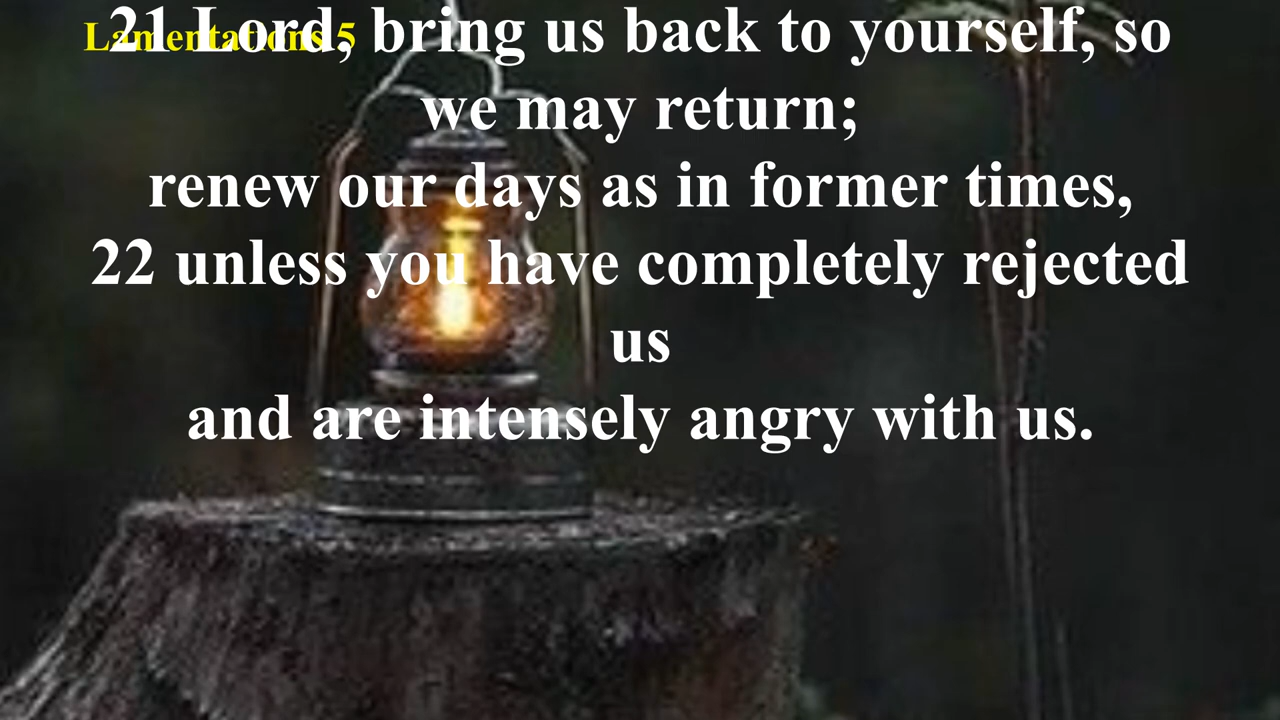 Lamentations 5
21 Lord, bring us back to yourself, so
we may return;
renew our days as in former times,
22 unless you have completely rejected
us
and are intensely angry with us.